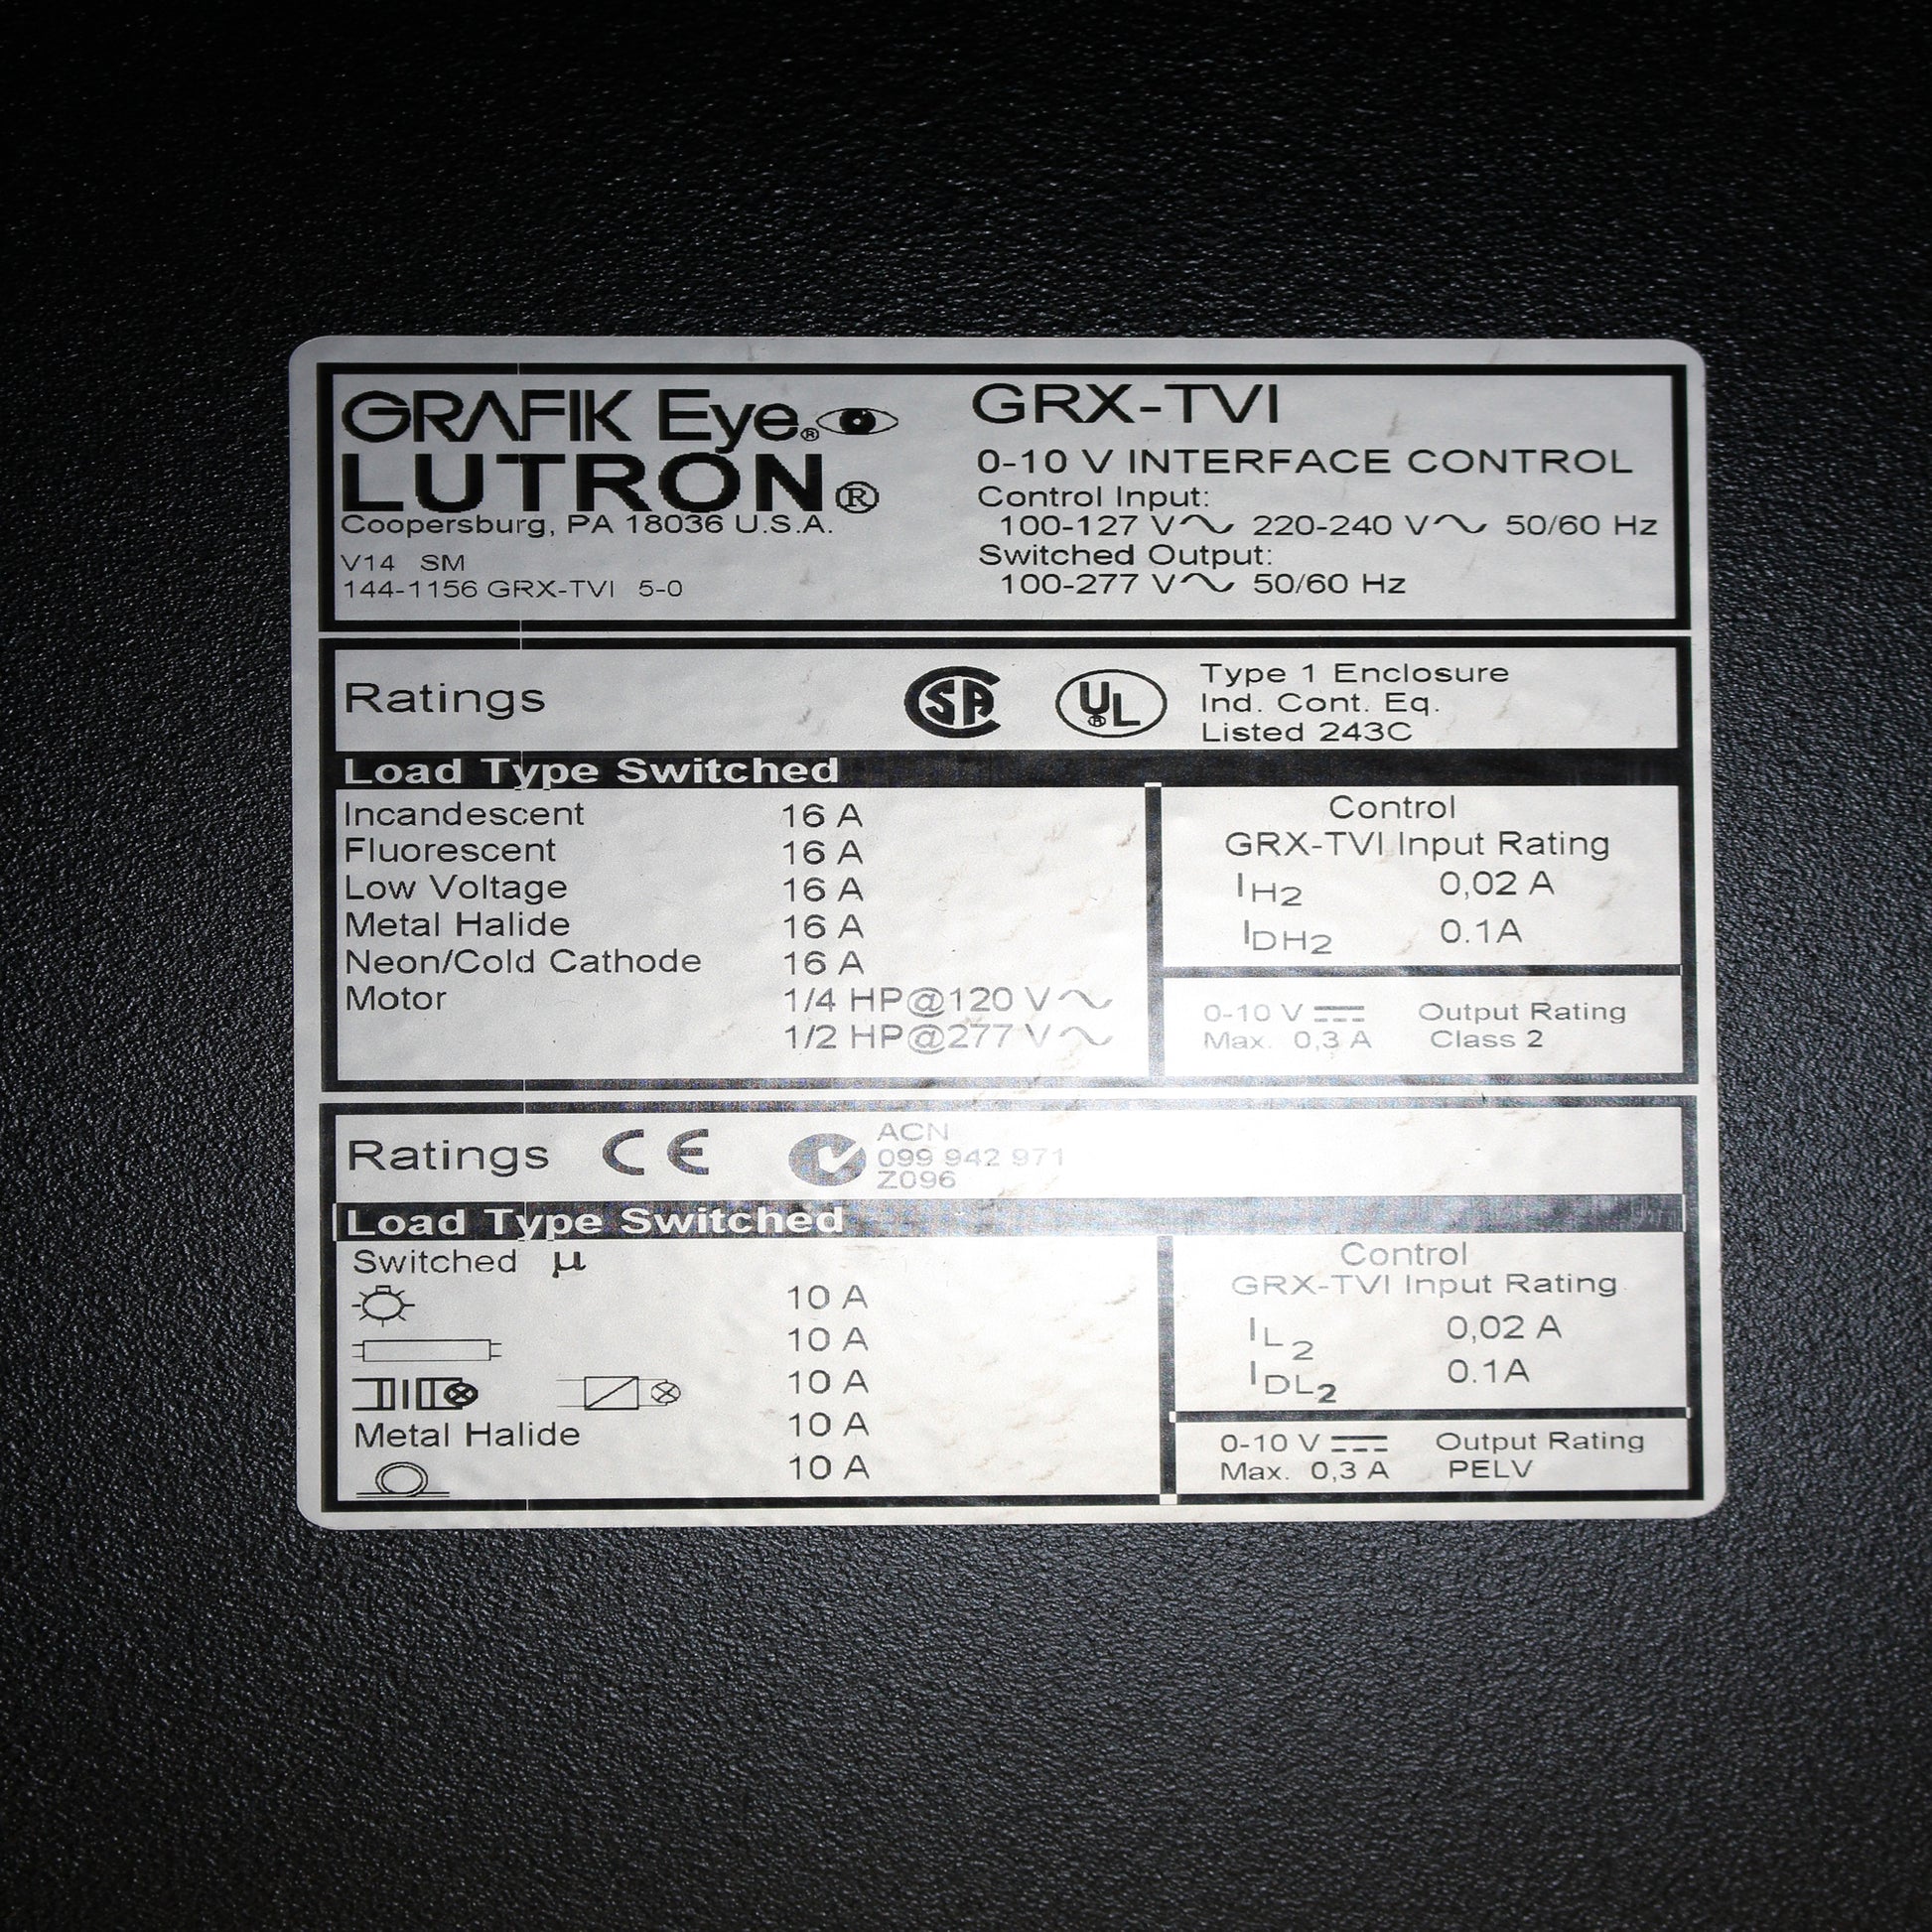 GRAFIK Eye®
LUTRON®
Coopersburg, PA 18036 U.S.A.
V14 SM
144-1156 GRX-TVI 5-0
GRX-TVI
0-10 V INTERFACE CONTROL
Control Input:
100-127 V∿ 220-240 V∿ 50/60 Hz
Switched Output:
100-277 V∿ 50/60 Hz
Ratings
SA
UL®
Type 1 Enclosure
Ind. Cont. Eq.
Listed 243C
Load Type Switched
Incandescent 16 A
Fluorescent 16 A
Low Voltage 16 A
Metal Halide 16 A
Neon/Cold Cathode 16 A
Motor 1/4 HP@120 V∿
1/2 HP@277 V∿
Control
GRX-TVI Input Rating
IH2 0,02 A
IDH2 0.1A
0-10 V ⎓ Output Rating
Max. 0,3 A Class 2
Ratings CE
ACN
099 942 971
Z096
Load Type Switched
Switched µ
10 A
10 A
10 A
Metal Halide 10 A
10 A
Control
GRX-TVI Input Rating
IL2 0,02 A
IDL2 0.1A
0-10 V ⎓ Output Rating
Max. 0,3 A PELV